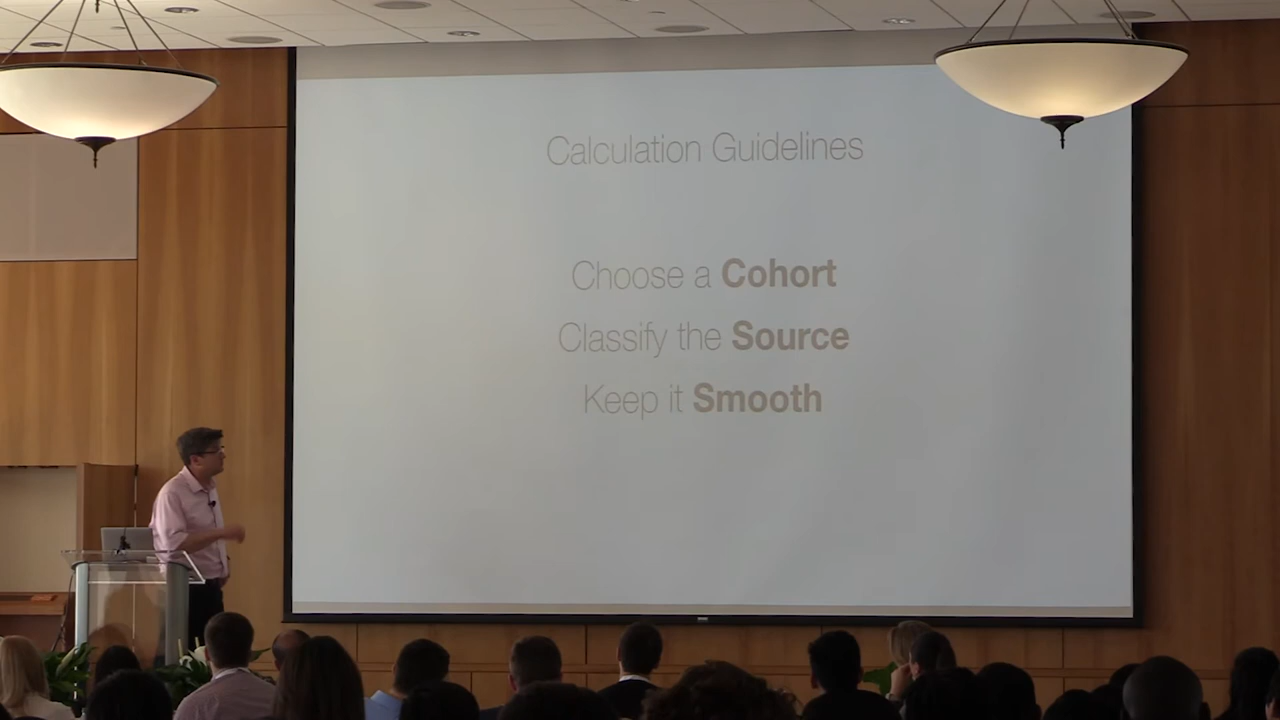 Calculation Guidelines
Choose a Cohort
Classify the Source
Keep it Smooth